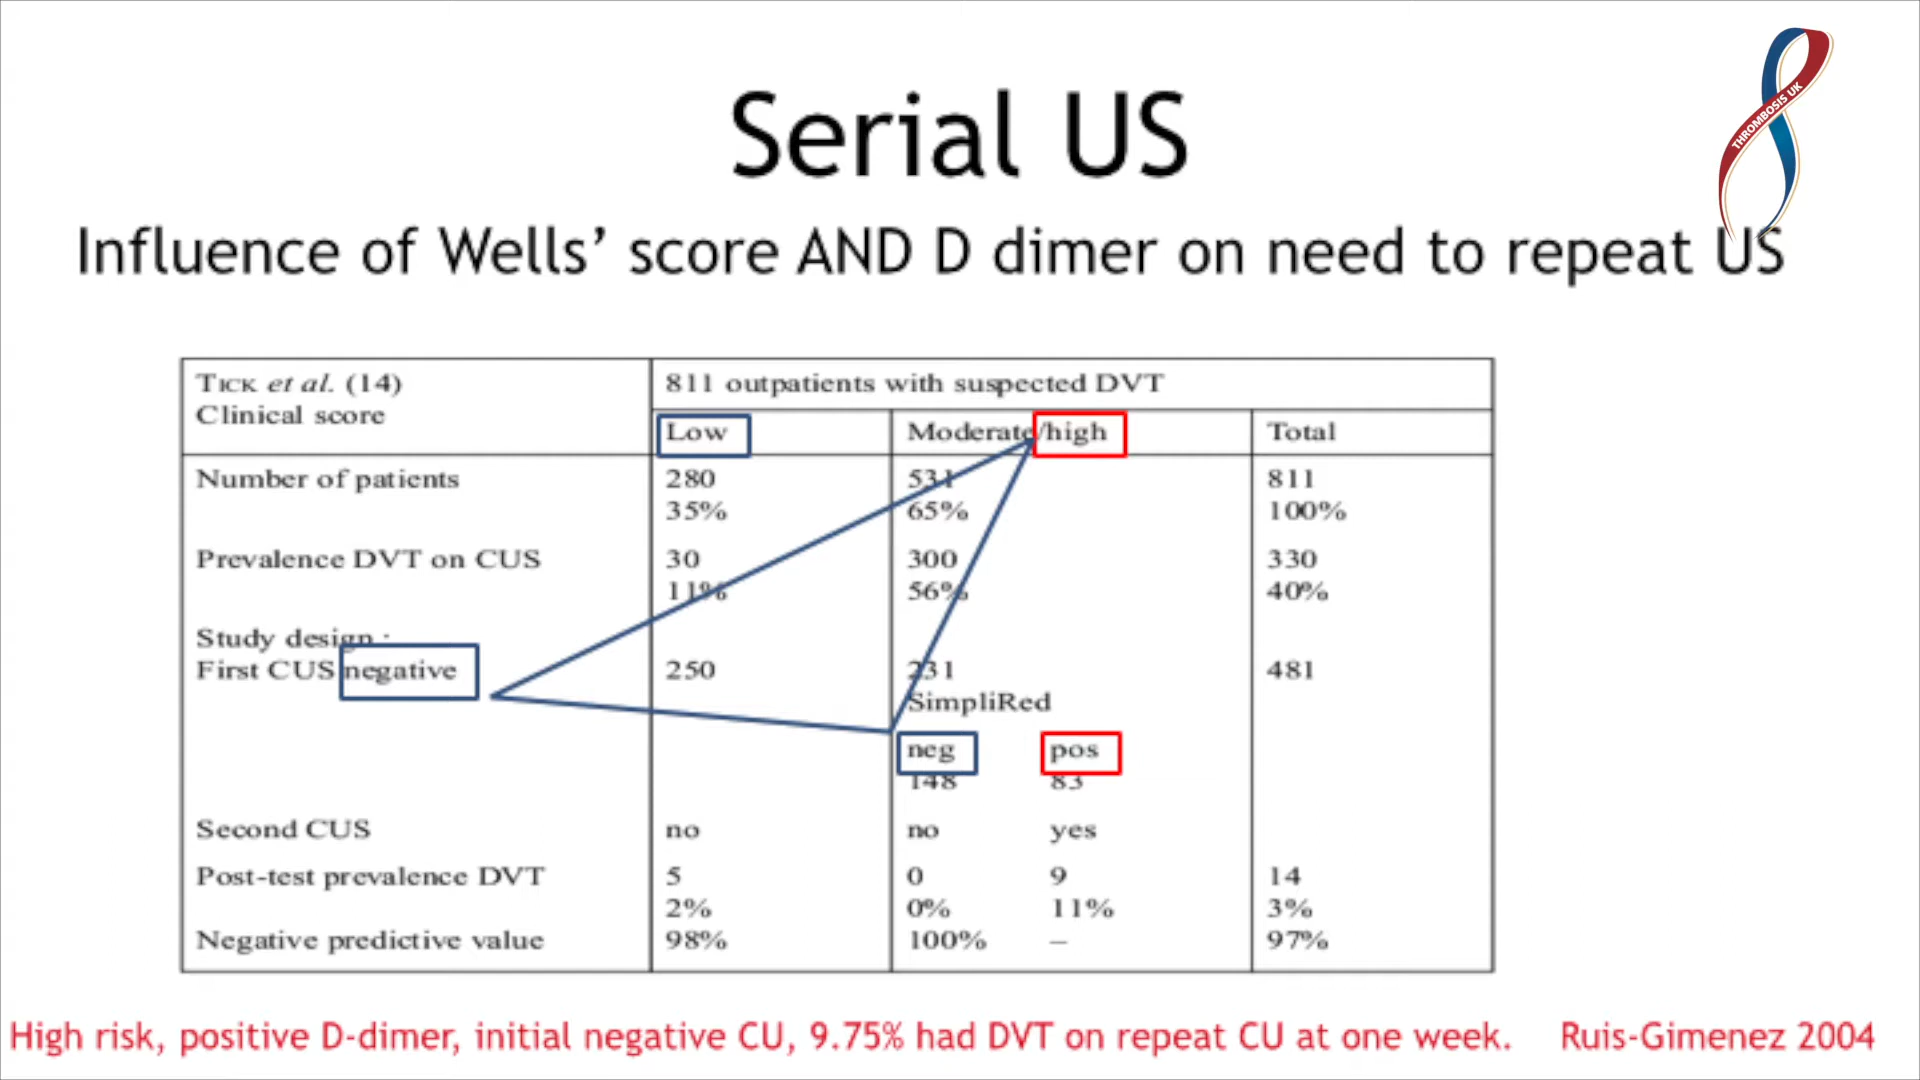 THROMBOSIS UK
Serial US
Influence of Wells’ score AND D dimer on need to repeat US
TICK et al. (14) 811 outpatients with suspected DVT
Clinical score
Low Moderate/high Total
Number of patients 280 531 811
35% 65% 100%
Prevalence DVT on CUS 30 300 330
11% 56% 40%
Study design :
First CUS negative 250 231 481
SimpliRed
neg pos
148 83
Second CUS no no yes
Post-test prevalence DVT 5 0 9 14
2% 0% 11% 3%
Negative predictive value 98% 100% – 97%
High risk, positive D-dimer, initial negative CU, 9.75% had DVT on repeat CU at one week. Ruis-Gimenez 2004